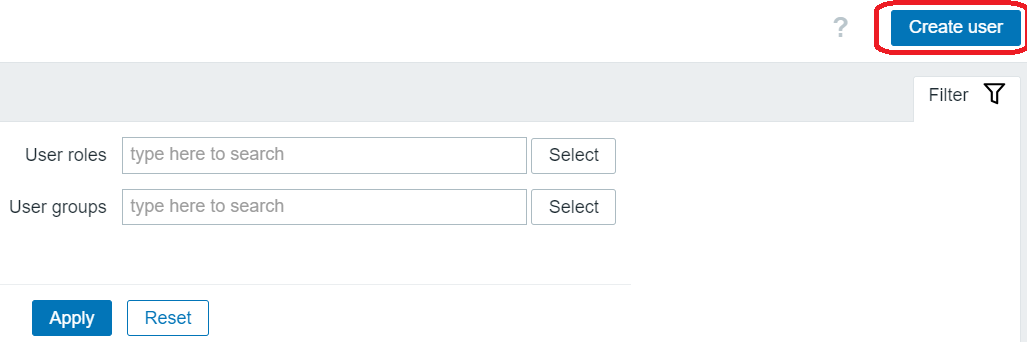 ? Create user
Filter
User roles type here to search Select
User groups type here to search Select
Apply Reset